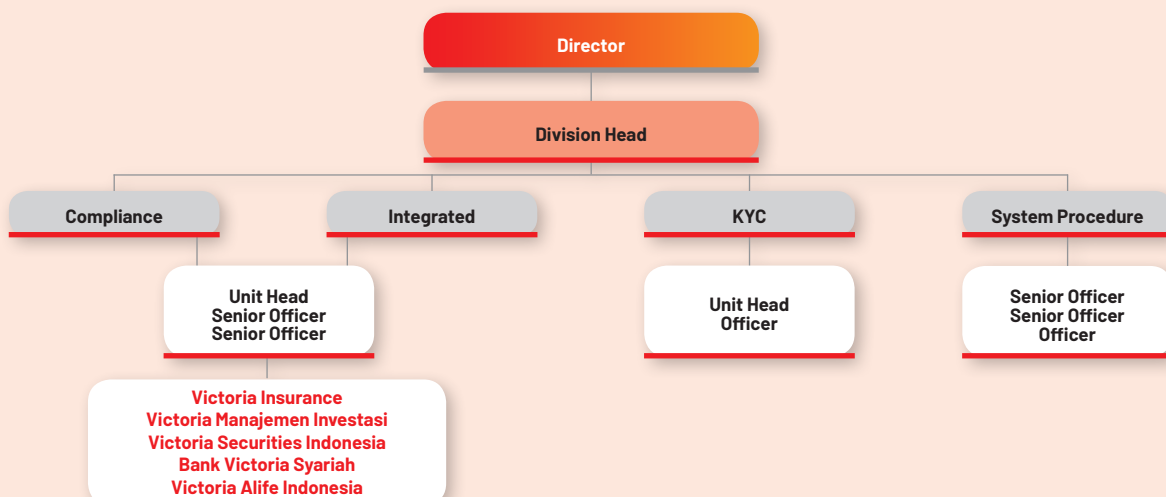 Director
Division Head
Compliance
Integrated
KYC
System Procedure
Unit Head
Senior Officer
Senior Officer
Unit Head
Officer
Senior Officer
Senior Officer
Officer
Victoria Insurance
Victoria Manajemen Investasi
Victoria Securities Indonesia
Bank Victoria Syariah
Victoria Alife Indonesia